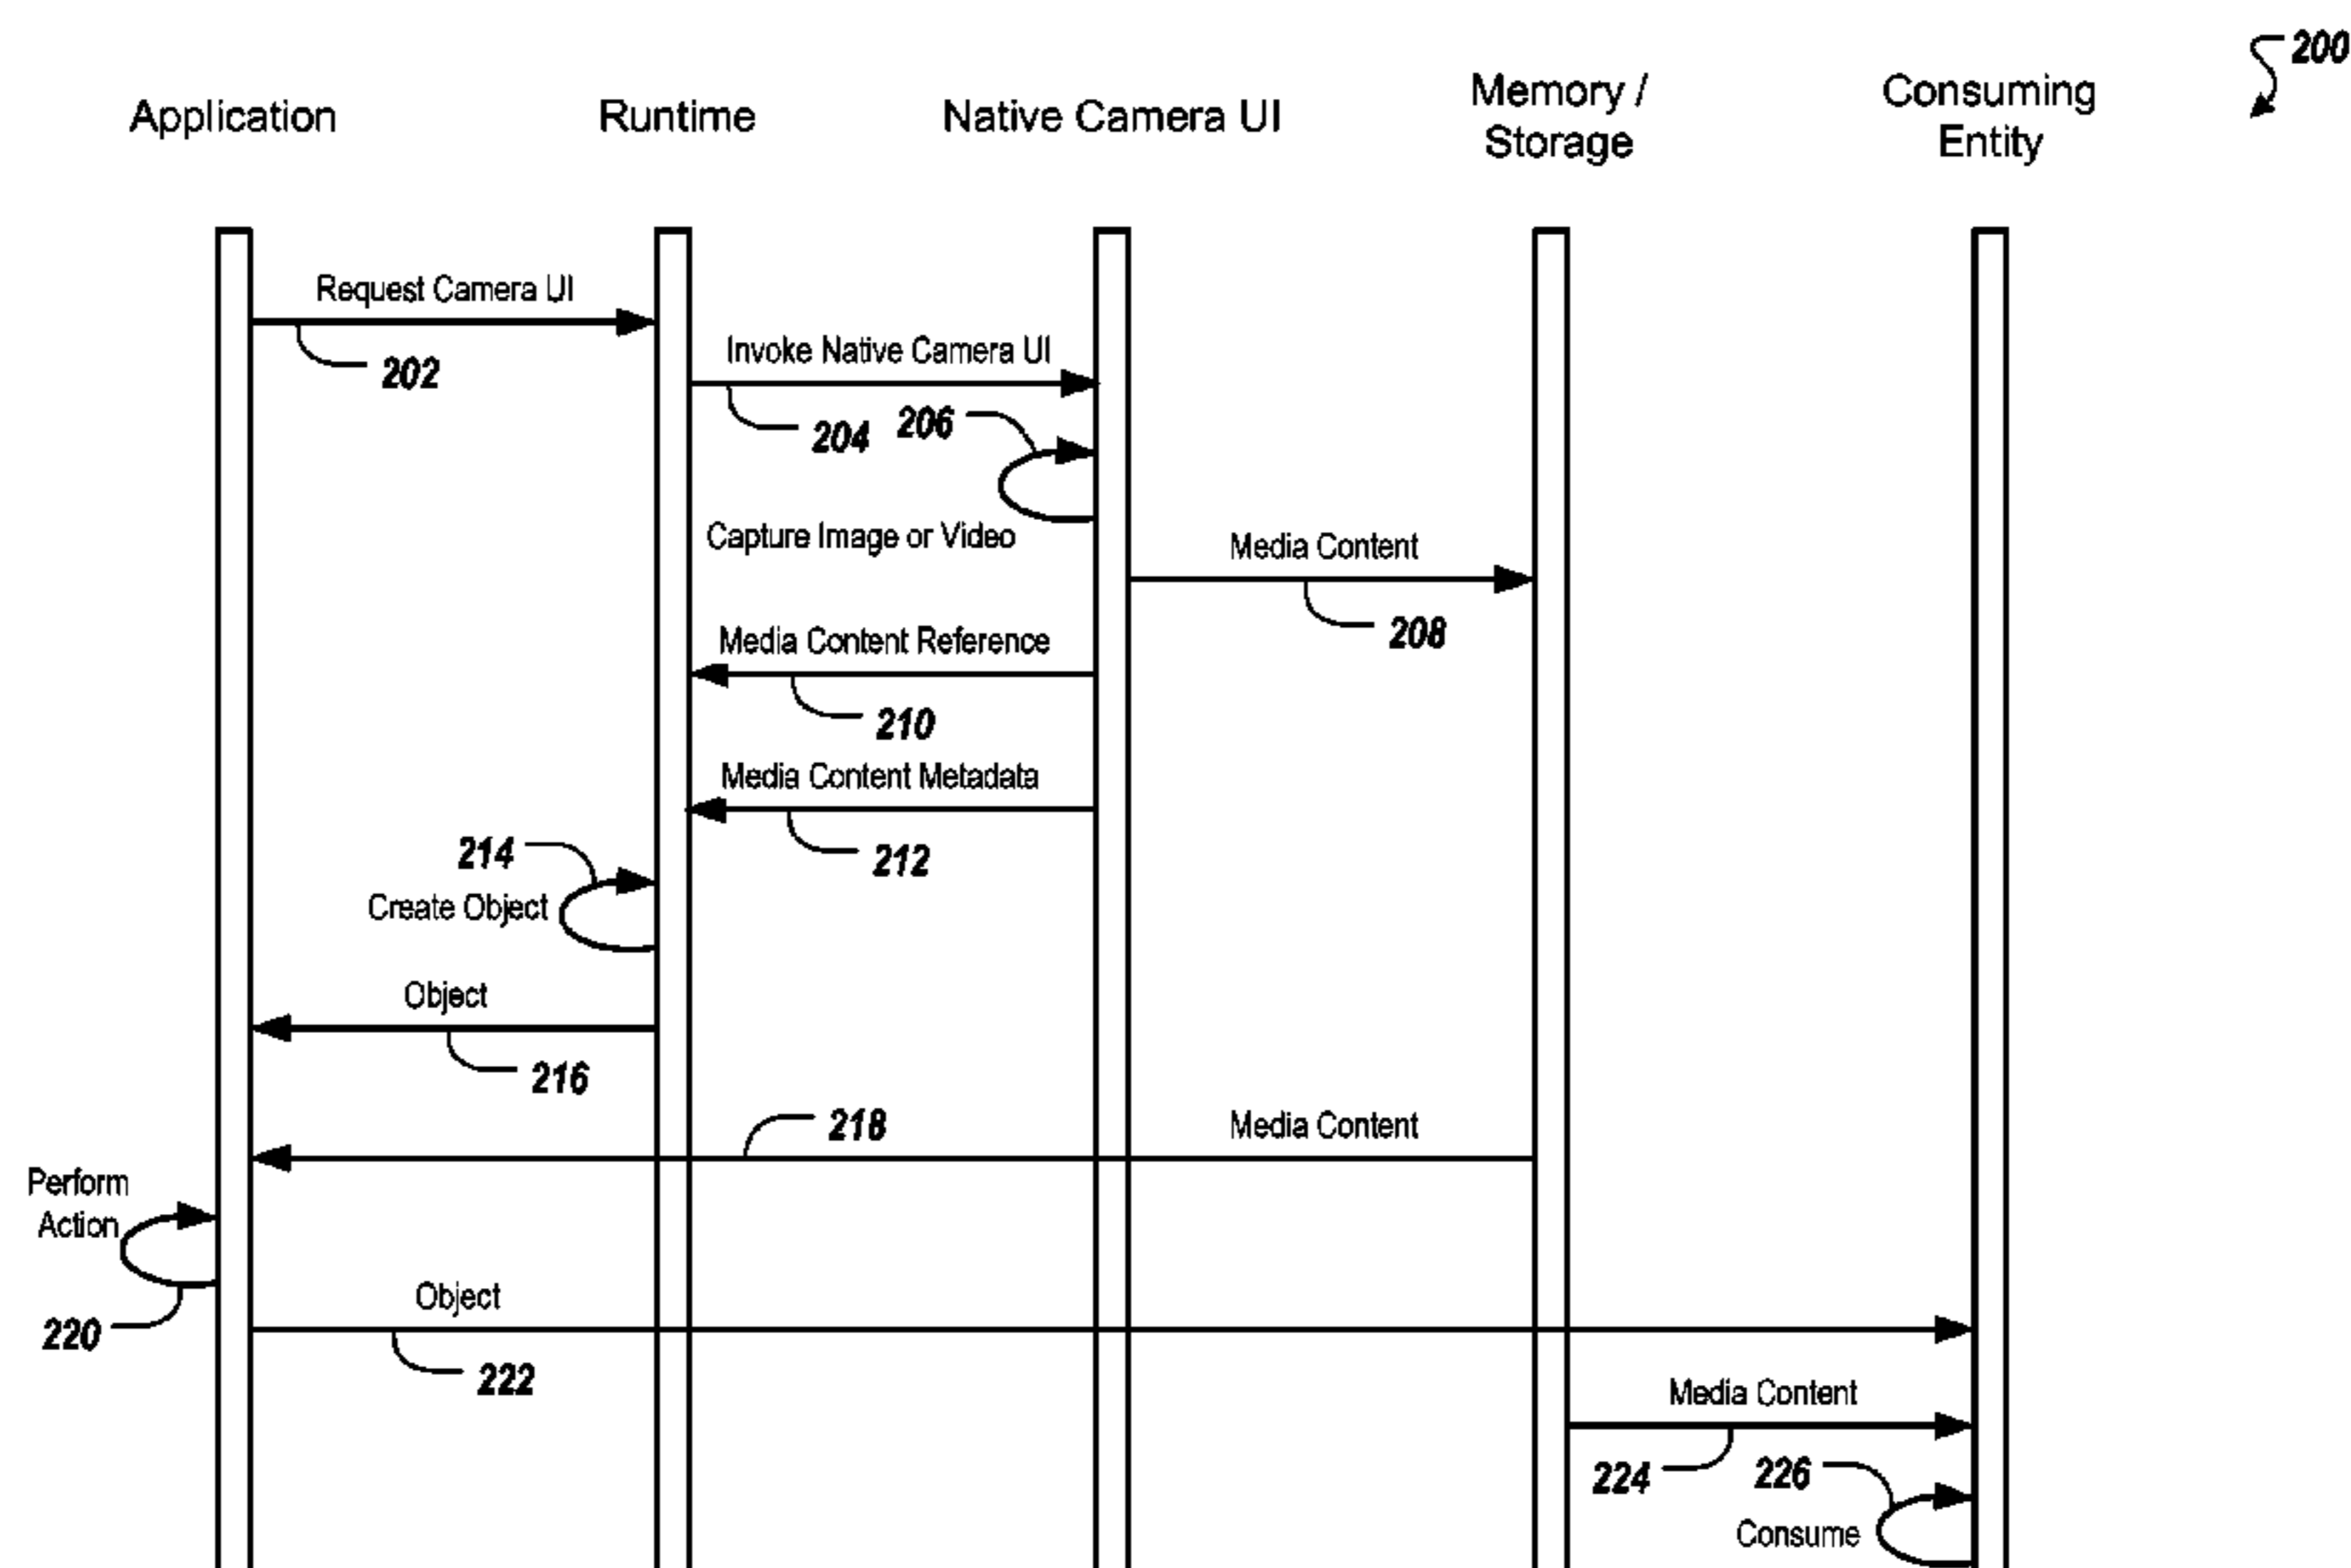 200
Application
Runtime
Native Camera UI
Memory /
Storage
Consuming
Entity
Request Camera UI
202
Invoke Native Camera UI
204
206
Capture Image or Video
Media Content
208
Media Content Reference
210
Media Content Metadata
212
214
Create Object
Object
216
218
Media Content
Perform
Action
220
Object
222
Media Content
224
226
Consume